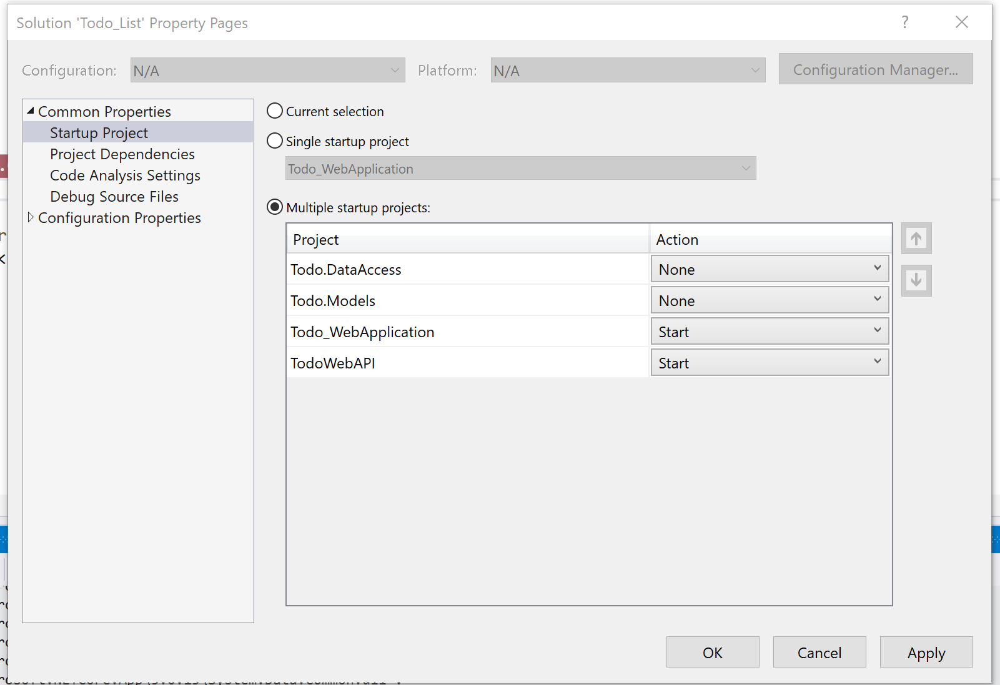 Solution 'Todo_List' Property Pages
?
Configuration: N/A Platform: N/A Configuration Manager...
Common Properties
Startup Project
Project Dependencies
Code Analysis Settings
Debug Source Files
Configuration Properties
Current selection
Single startup project
Todo_WebApplication
Multiple startup projects:
Project Action
Todo.DataAccess None
Todo.Models None
Todo_WebApplication Start
TodoWebAPI Start
OK Cancel Apply